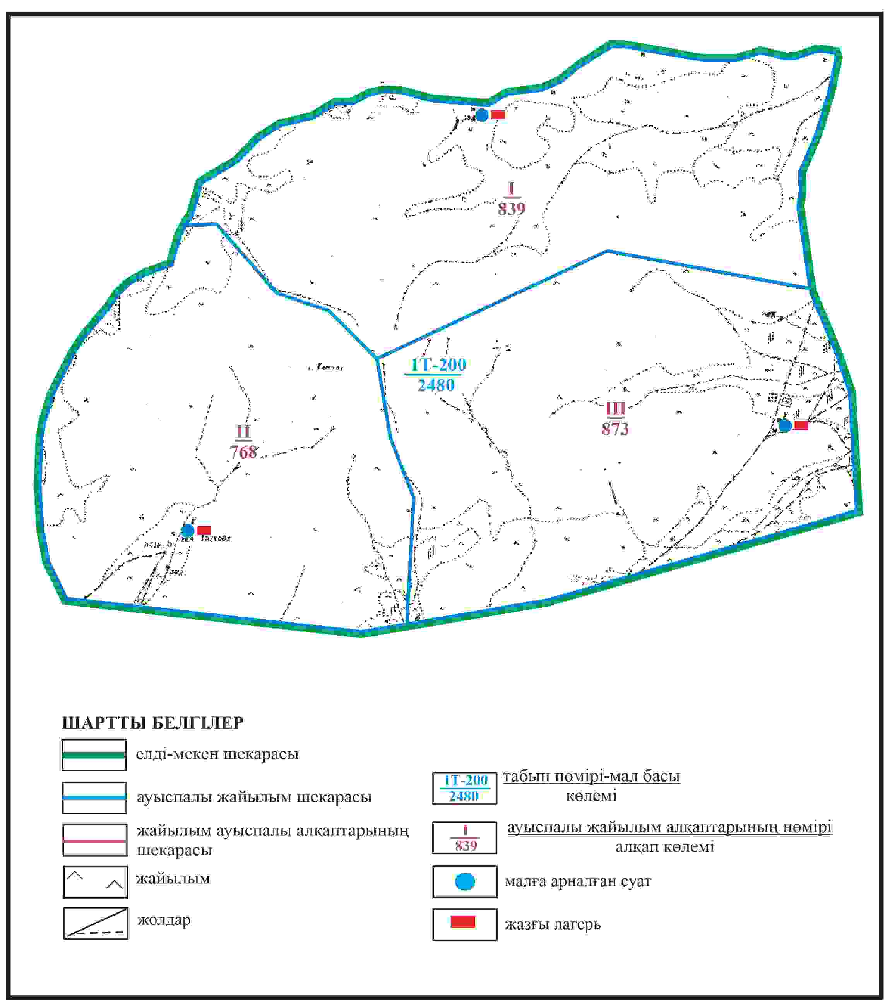 I
839
1Т-200
2480
III
873
II
768
ШАРТТЫ БЕЛГІЛЕР
елді-мекен шекарасы
ауыспалы жайылым шекарасы
жайылым ауыспалы алқаптарының
шекарасы
жайылым
жолдар
1Т-200
2480
табын нөмірі-мал басы
көлемі
I
839
ауыспалы жайылым алқаптарының нөмірі
алқап көлемі
малға арналған суат
жазғы лагерь